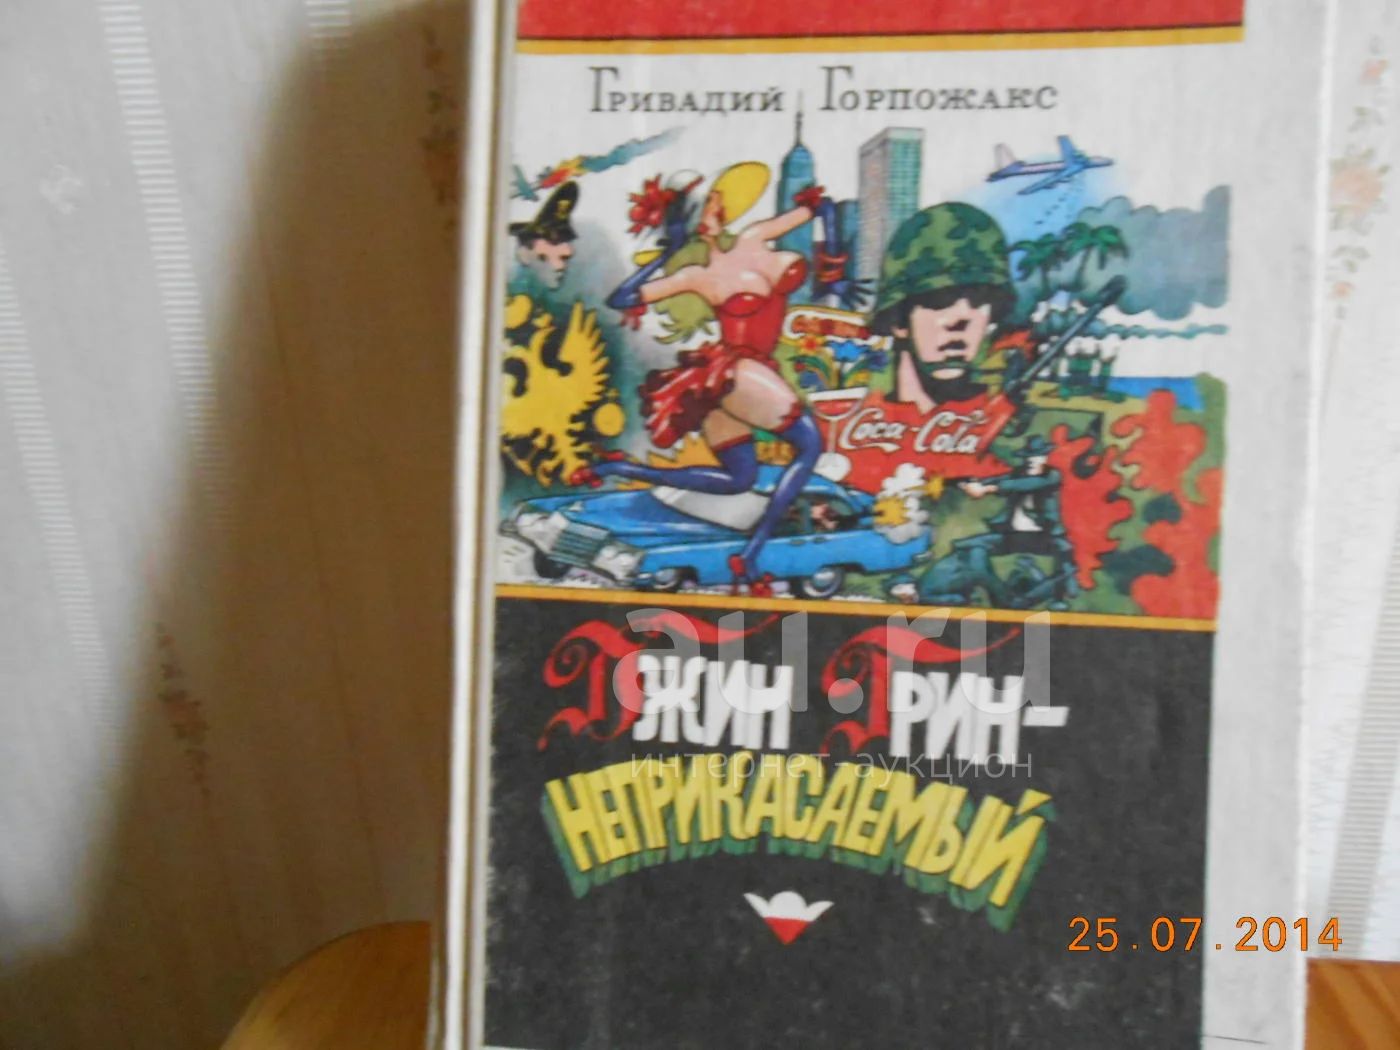 Гривадий Горпожакс
Coca-Cola
Джин Грин-
неприкасаемый
au.ru
интернет-аукцион
25.07.2014